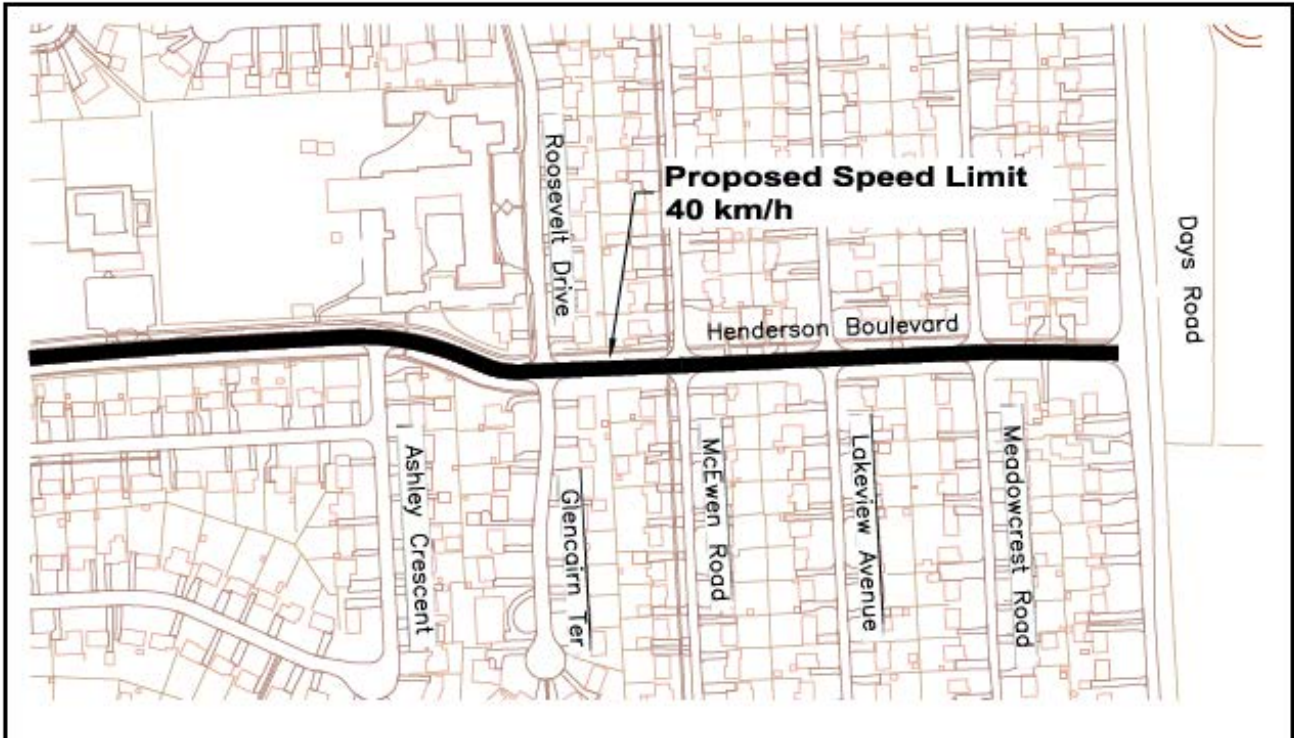 Proposed Speed Limit
40 km/h
Roosevelt Drive
Days Road
Henderson Boulevard
Ashley Crescent
Glencairn Ter
McEwen Road
Lakeview Avenue
Meadowcrest Road